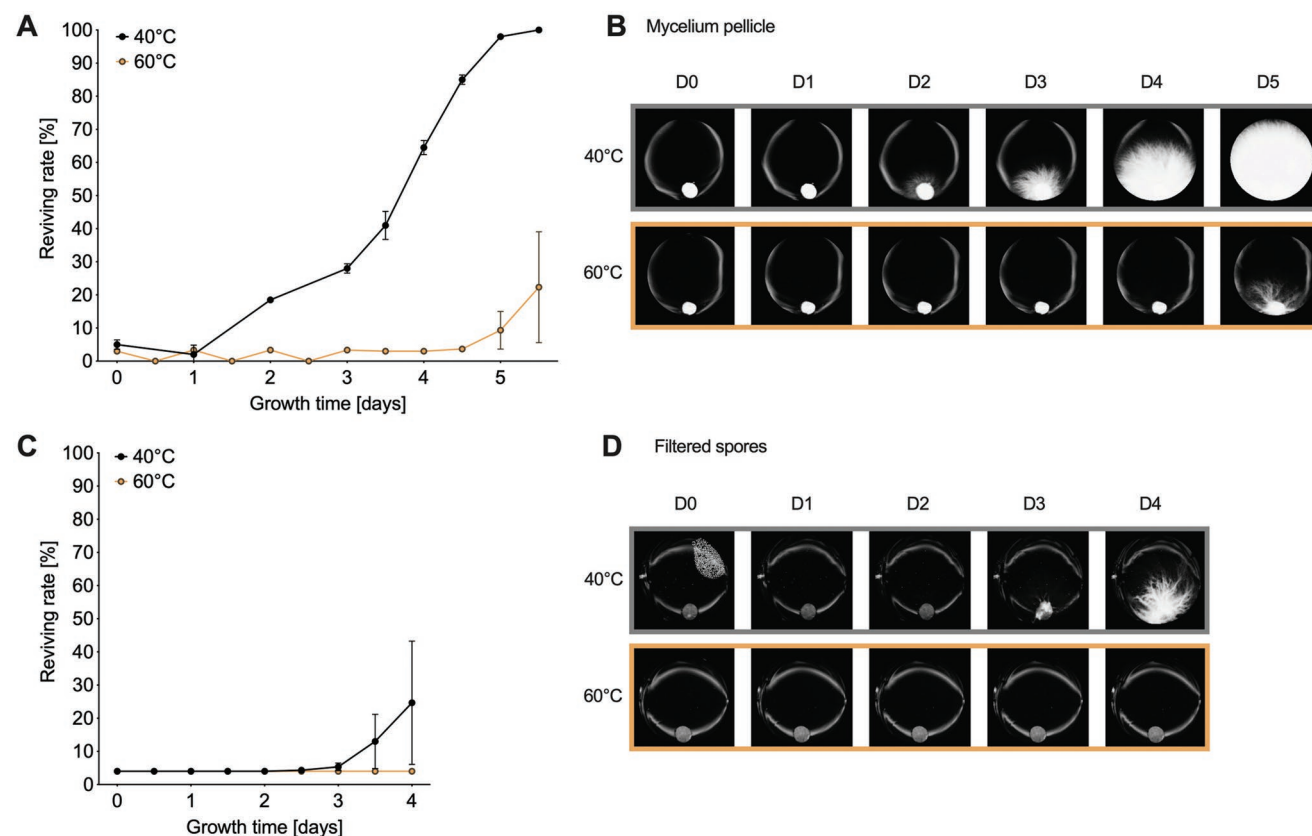 A
40°C
60°C
100
90
80
70
60
50
40
30
20
10
0
Reviving rate [%]
0 1 2 3 4 5
Growth time [days]
B Mycelium pellicle
D0 D1 D2 D3 D4 D5
40°C
60°C
C
40°C
60°C
100
90
80
70
60
50
40
30
20
10
0
Reviving rate [%]
0 1 2 3 4
Growth time [days]
D Filtered spores
D0 D1 D2 D3 D4
40°C
60°C